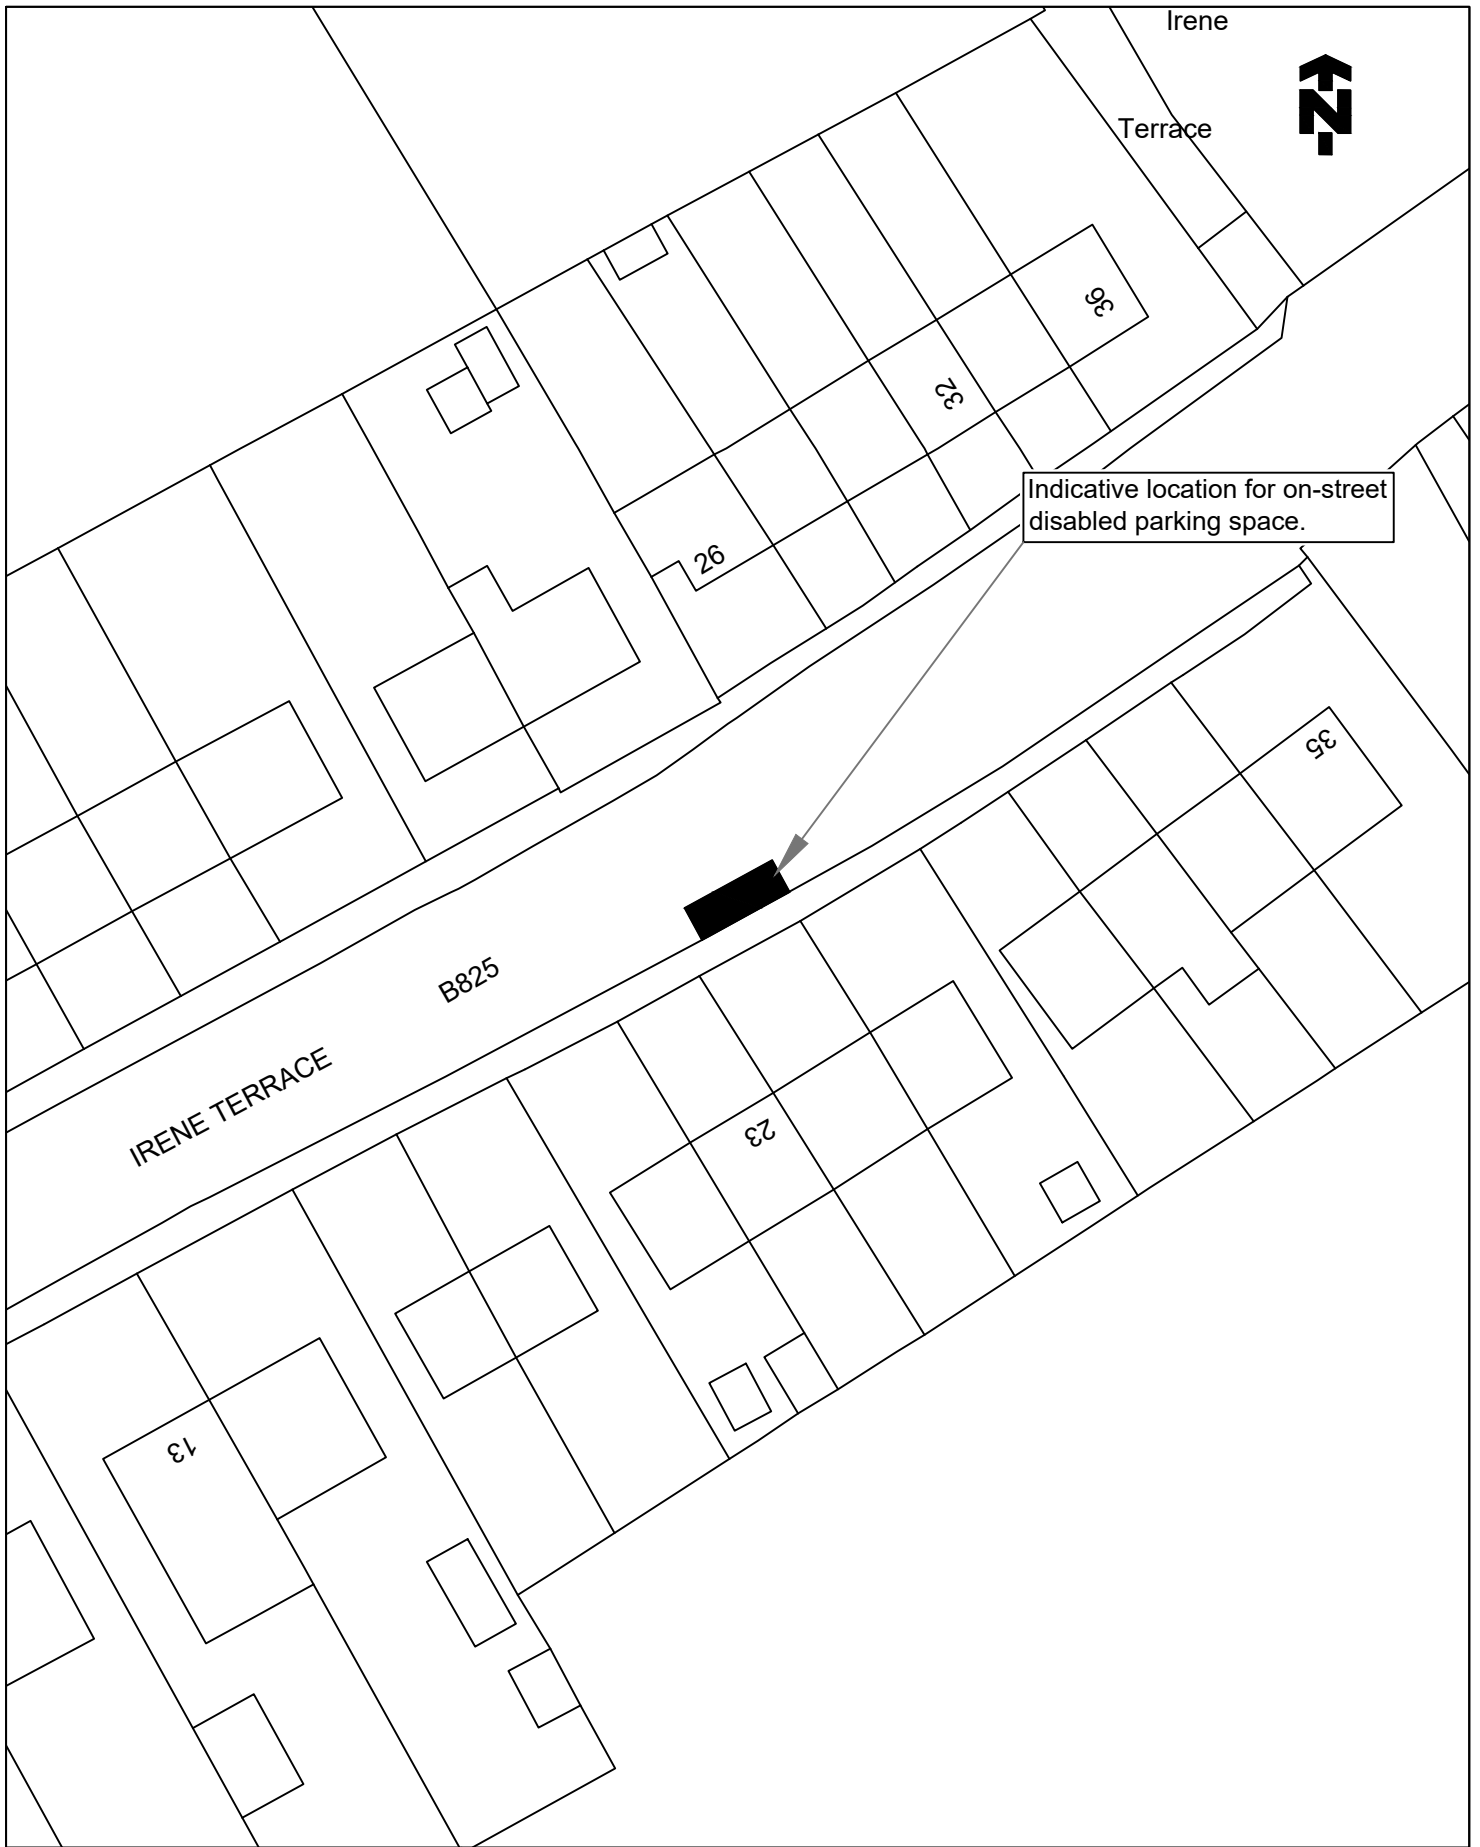 Irene
Terrace
N
36
32
Indicative location for on-street
disabled parking space.
26
35
B825
IRENE TERRACE
23
13